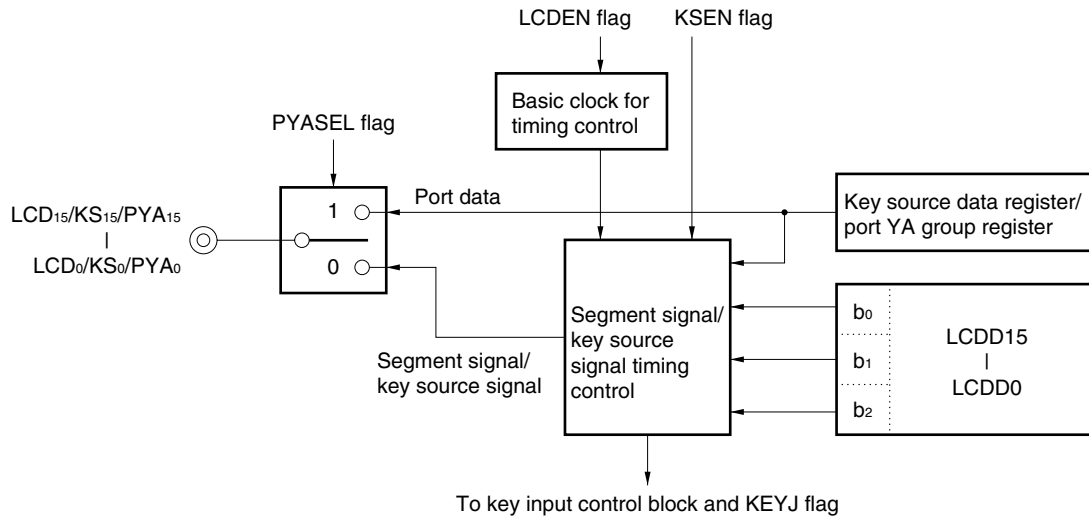 LCDEN flag
KSEN flag
Basic clock for
timing control
PYASEL flag
LCD15/KS15/PYA15
LCD0/KS0/PYA0
1
0
Port data
Segment signal/
key source signal
Segment signal/
key source
signal timing
control
Key source data register/
port YA group register
b0
b1
b2
LCDD15
LCDD0
To key input control block and KEYJ flag